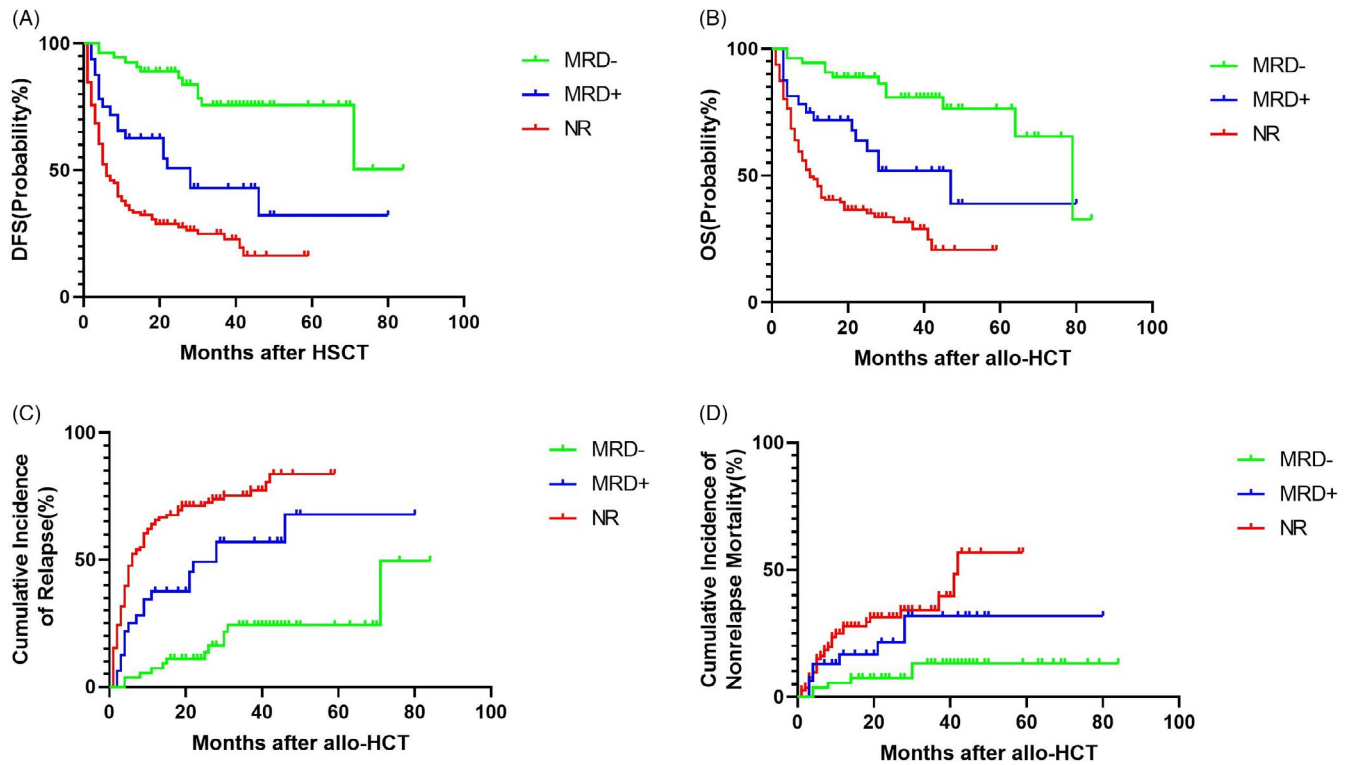 (A)
DFS(Probability%)
100
50
0
0 20 40 60 80 100
Months after HSCT
MRD-
MRD+
NR
(B)
OS(Probability%)
100
50
0
0 20 40 60 80 100
Months after allo-HCT
MRD-
MRD+
NR
(C)
Cumulative Incidence
of Relapse(%)
100
50
0
0 20 40 60 80 100
Months after allo-HCT
MRD-
MRD+
NR
(D)
Cumulative Incidence of
Nonrelapse Mortality(%)
100
50
0
0 20 40 60 80 100
Months after allo-HCT
MRD-
MRD+
NR